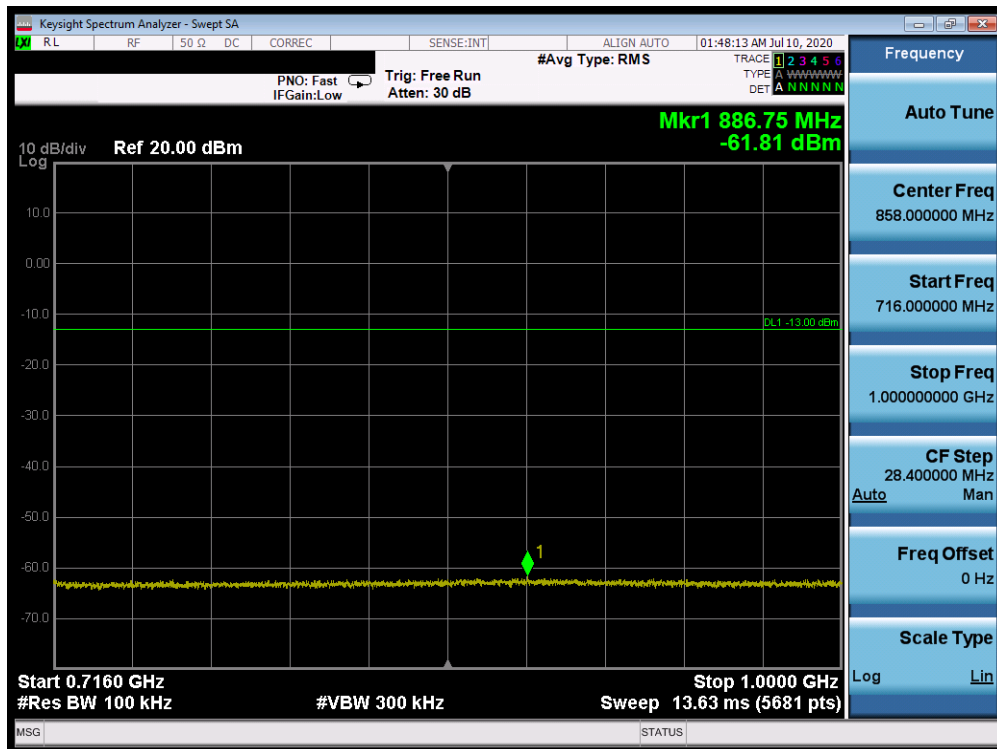 Keysight Spectrum Analyzer - Swept SA
LXI RL RF 50 Ω DC CORREC SENSE:INT ALIGN AUTO 01:48:13 AM Jul 10, 2020
PNO: Fast
IFGain:Low
Trig: Free Run
Atten: 30 dB
#Avg Type: RMS
TRACE 1 2 3 4 5 6
TYPE A WWWWW
DET A N N N N N
Mkr1 886.75 MHz
-61.81 dBm
10 dB/div
Log
Ref 20.00 dBm
10.0
0.00
-10.0
DL1 -13.00 dBm
-20.0
-30.0
-40.0
-50.0
1
-60.0
-70.0
Start 0.7160 GHz
Stop 1.0000 GHz
#Res BW 100 kHz
#VBW 300 kHz
Sweep 13.63 ms (5681 pts)
MSG
STATUS
Frequency
Auto Tune
Center Freq
858.000000 MHz
Start Freq
716.000000 MHz
Stop Freq
1.000000000 GHz
CF Step
28.400000 MHz
Auto Man
Freq Offset
0 Hz
Scale Type
Log Lin